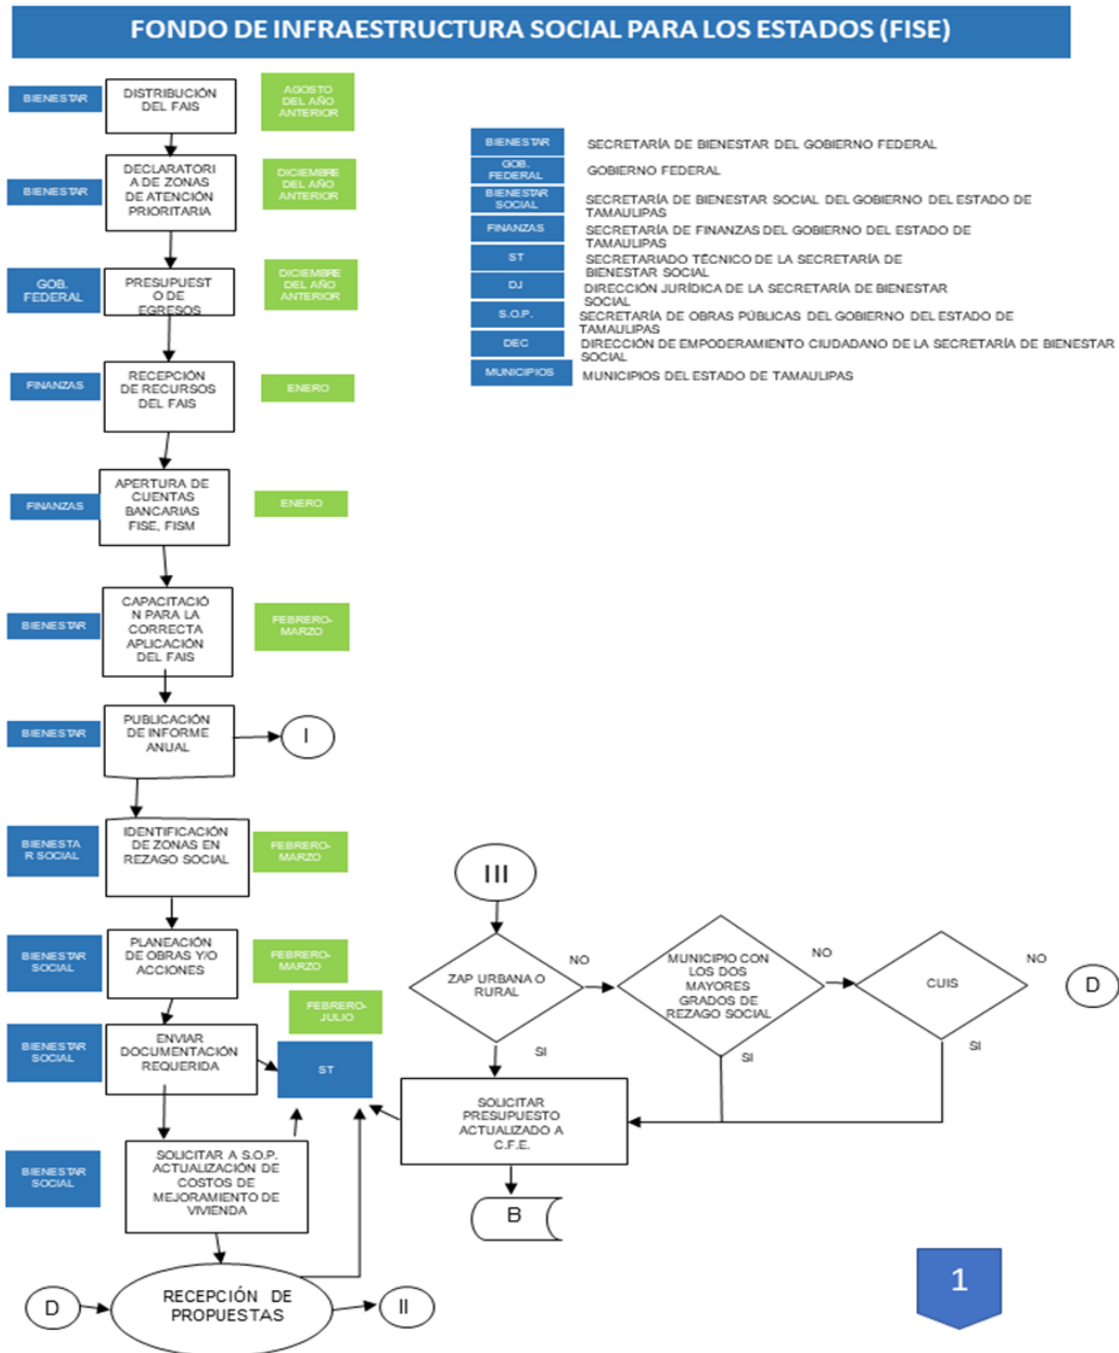 FONDO DE INFRAESTRUCTURA SOCIAL PARA LOS ESTADOS (FISE)
BIENESTAR
DISTRIBUCIÓN
DEL FAIS
AGOSTO
DEL AÑO
ANTERIOR
BIENESTAR
DECLARATORI
A DE ZONAS
DE ATENCIÓN
PRIORITARIA
DICIEMBRE
DEL AÑO
ANTERIOR
GOB.
FEDERAL
PRESUPUEST
O DE
EGRESOS
DICIEMBRE
DEL AÑO
ANTERIOR
FINANZAS
RECEPCIÓN
DE RECURSOS
DEL FAIS
ENERO
FINANZAS
APERTURA DE
CUENTAS
BANCARIAS
FISE, FISM
ENERO
BIENESTAR
CAPACITACIÓ
N PARA LA
CORRECTA
APLICACIÓN
DEL FAIS
FEBRERO-
MARZO
BIENESTAR
PUBLICACIÓN
DE INFORME
ANUAL
I
BIENESTA
R SOCIAL
IDENTIFICACIÓN
DE ZONAS EN
REZAGO SOCIAL
FEBRERO-
MARZO
BIENESTAR
SOCIAL
PLANEACIÓN
DE OBRAS Y/O
ACCIONES
FEBRERO-
MARZO
FEBRERO-
JULIO
BIENESTAR
SOCIAL
ENVIAR
DOCUMENTACIÓN
REQUERIDA
ST
BIENESTAR
SOCIAL
SOLICITAR A S.O.P.
ACTUALIZACIÓN DE
COSTOS DE
MEJORAMIENTO DE
VIVIENDA
D
RECEPCIÓN DE
PROPUESTAS
II
BIENESTAR
SECRETARÍA DE BIENESTAR DEL GOBIERNO FEDERAL
GOB.
FEDERAL
GOBIERNO FEDERAL
BIENESTAR
SOCIAL
SECRETARÍA DE BIENESTAR SOCIAL DEL GOBIERNO DEL ESTADO DE
TAMAULIPAS
FINANZAS
SECRETARÍA DE FINANZAS DEL GOBIERNO DEL ESTADO DE
TAMAULIPAS
ST
SECRETARIADO TÉCNICO DE LA SECRETARÍA DE
BIENESTAR SOCIAL
DJ
DIRECCIÓN JURÍDICA DE LA SECRETARÍA DE BIENESTAR
SOCIAL
S.O.P.
SECRETARÍA DE OBRAS PÚBLICAS DEL GOBIERNO DEL ESTADO DE
TAMAULIPAS
DEC
DIRECCIÓN DE EMPODERAMIENTO CIUDADANO DE LA SECRETARÍA DE BIENESTAR
SOCIAL
MUNICIPIOS
MUNICIPIOS DEL ESTADO DE TAMAULIPAS
III
ZAP URBANA O
RURAL
NO
SI
MUNICIPIO CON
LOS DOS
MAYORES
GRADOS DE
REZAGO SOCIAL
NO
SI
CUIS
NO
SI
D
SOLICITAR
PRESUPUESTO
ACTUALIZADO A
C.F.E.
B
1